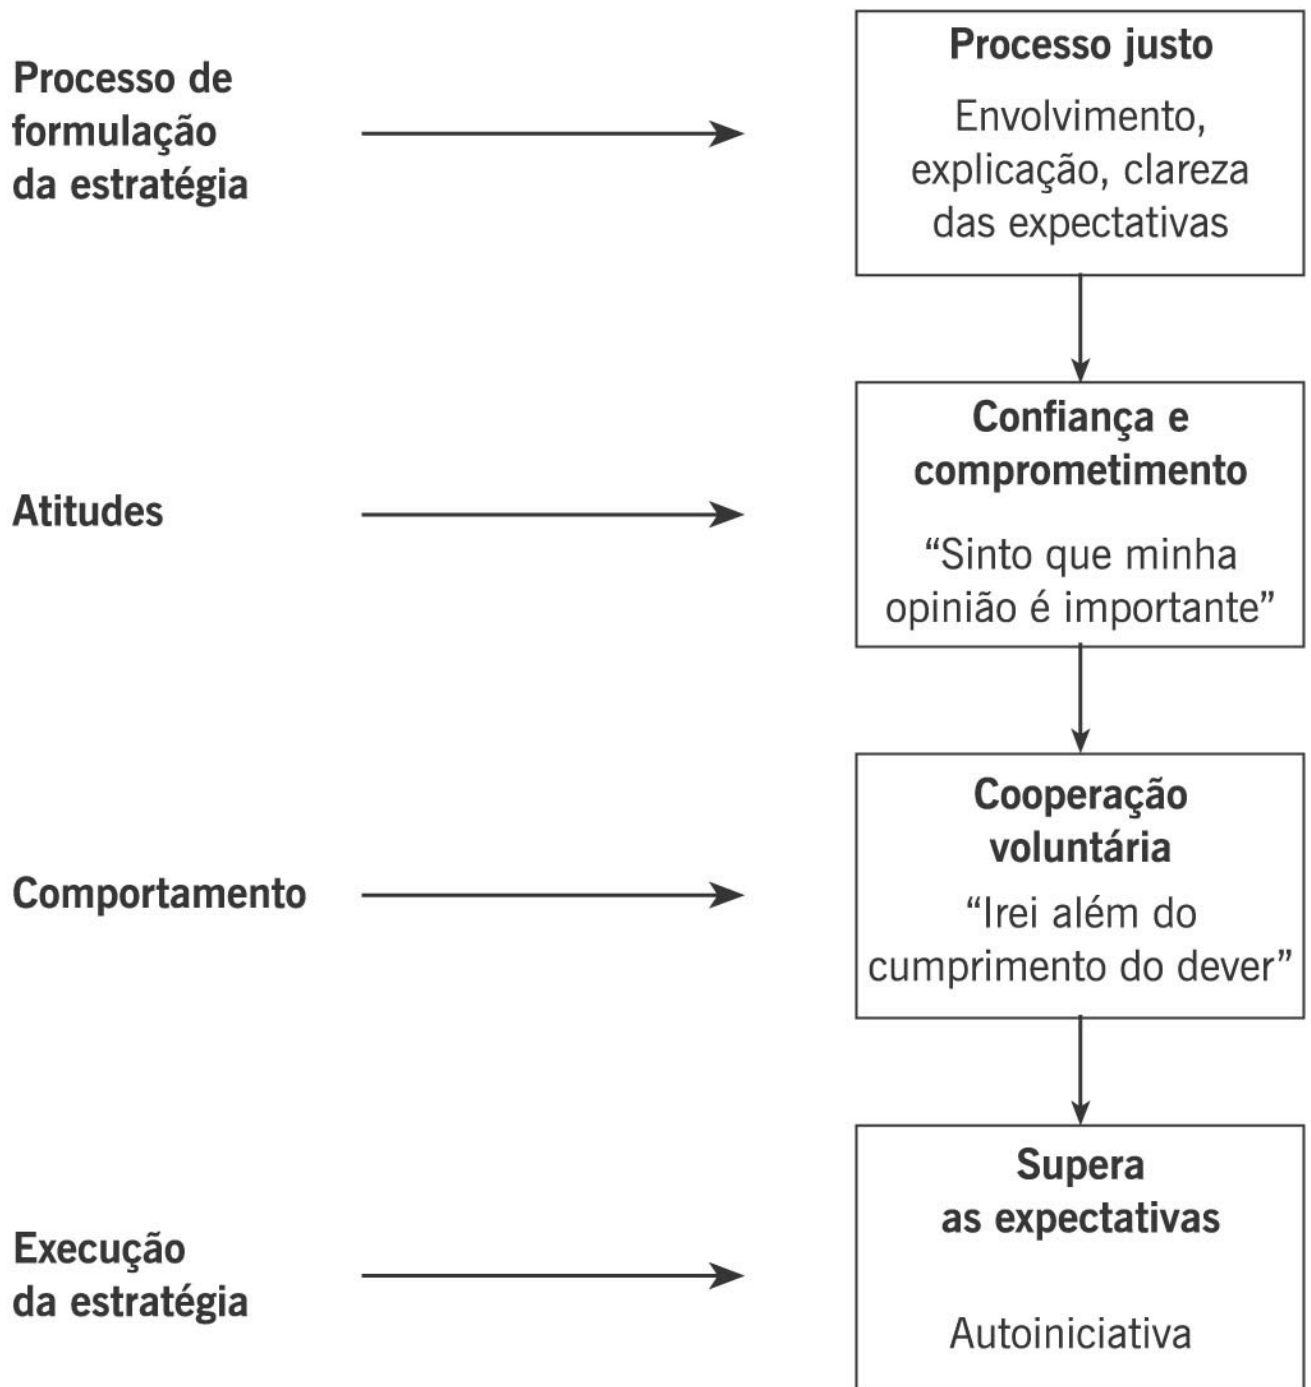 Processo de
formulação
da estratégia
Processo justo
Envolvimento,
explicação, clareza
das expectativas
Atitudes
Confiança e
comprometimento
“Sinto que minha
opinião é importante”
Comportamento
Cooperação
voluntária
“Irei além do
cumprimento do dever”
Execução
da estratégia
Supera
as expectativas
Autoiniciativa